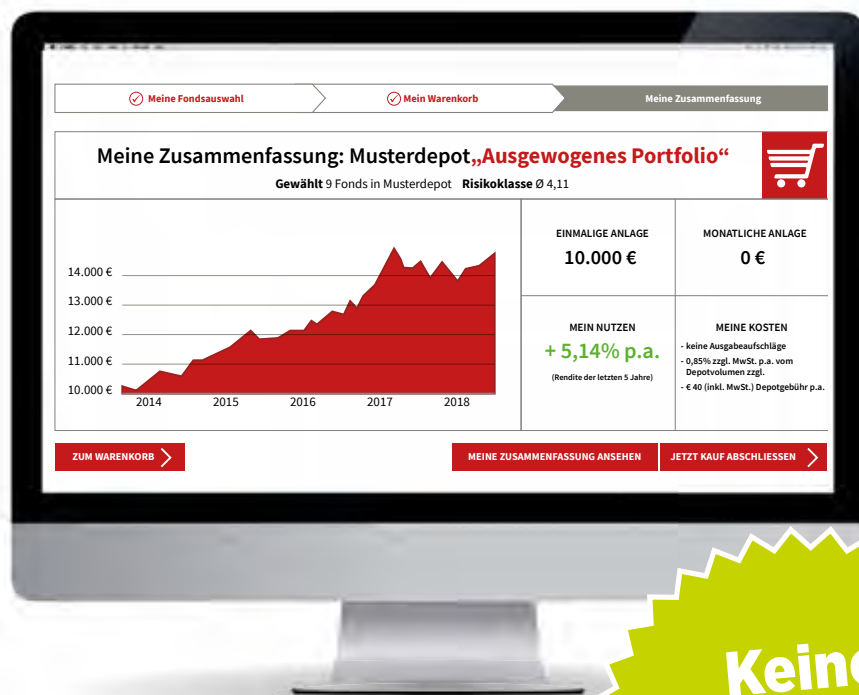 Meine Fondsauswahl
Mein Warenkorb
Meine Zusammenfassung
Meine Zusammenfassung: Musterdepot„Ausgewogenes Portfolio“
Gewählt 9 Fonds in Musterdepot Risikoklasse Ø 4,11
14.000 €
13.000 €
12.000 €
11.000 €
10.000 €
2014 2015 2016 2017 2018
EINMALIGE ANLAGE
10.000 €
MONATLICHE ANLAGE
0 €
MEIN NUTZEN
+ 5,14% p.a.
(Rendite der letzten 5 Jahre)
MEINE KOSTEN
- keine Ausgabeaufschläge
- 0,85% zzgl. MwSt. p.a. vom
Depotvolumen zzgl.
- € 40 (inkl. MwSt.) Depotgebühr p.a.
ZUM WARENKORB
MEINE ZUSAMMENFASSUNG ANSEHEN
JETZT KAUF ABSCHLIESSEN